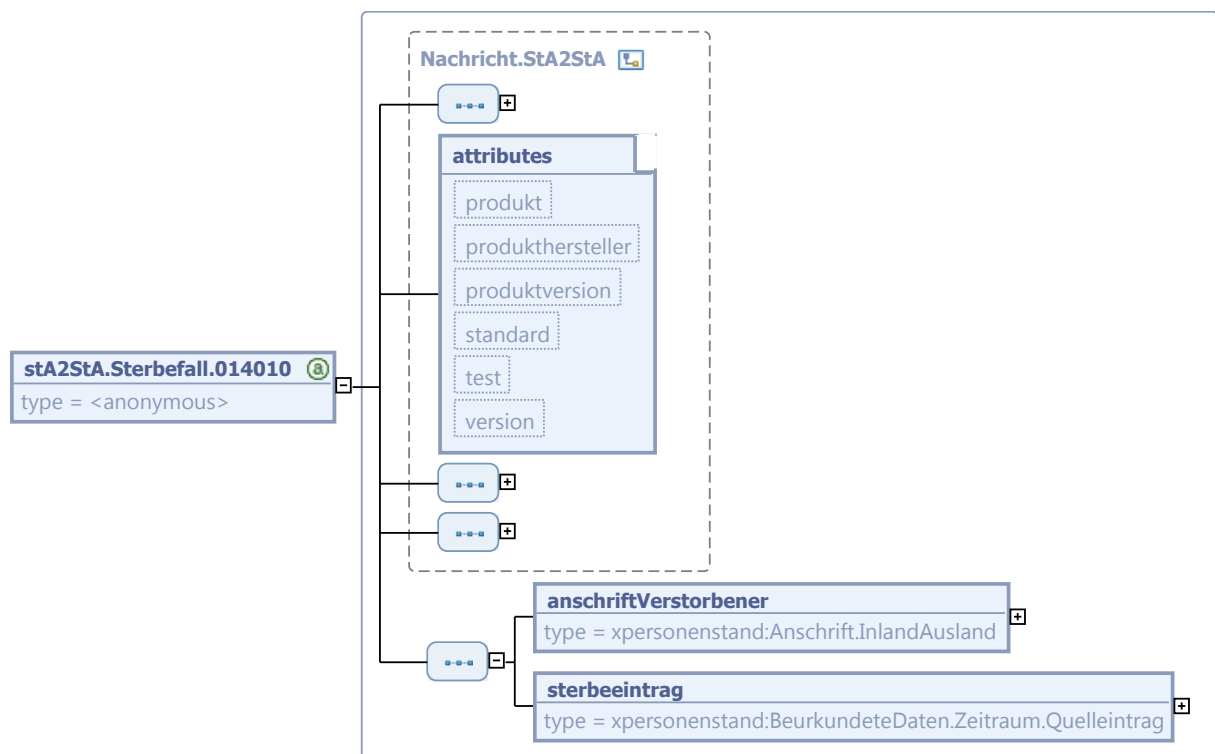 Nachricht.StA2StA
attributes
produkt
produkthersteller
produktversion
standard
test
version
stA2StA.Sterbefall.014010 a
type = <anonymous>
anschriftVerstorbener
type = xpersonenstand:Anschrift.InlandAusland
sterbeeintrag
type = xpersonenstand:BeurkundeteDaten.Zeitraum.Quelleintrag